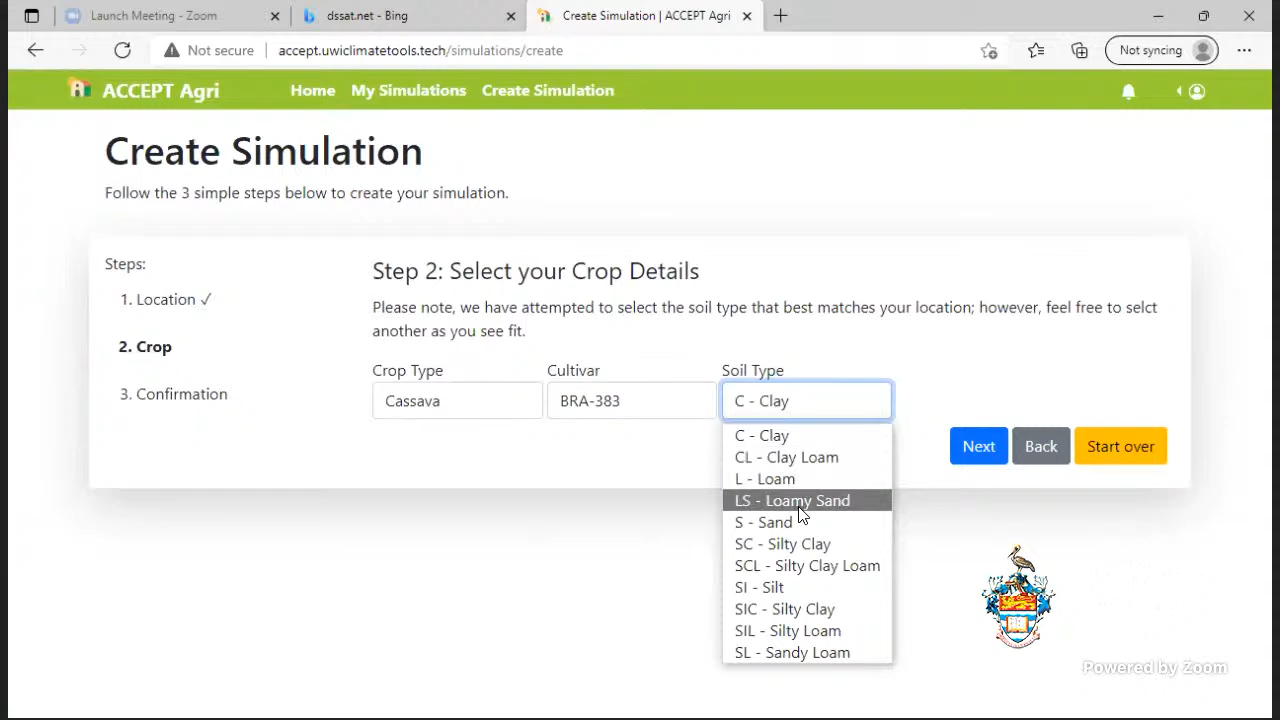 Launch Meeting - Zoom
dssat.net - Bing
Create Simulation | ACCEPT Agri
Not secure
accept.uwiclimatetools.tech/simulations/create
Not syncing
ACCEPT Agri
Home
My Simulations
Create Simulation
Create Simulation
Follow the 3 simple steps below to create your simulation.
Steps:
1. Location ✓
2. Crop
3. Confirmation
Step 2: Select your Crop Details
Please note, we have attempted to select the soil type that best matches your location; however, feel free to selct
another as you see fit.
Crop Type
Cultivar
Soil Type
Cassava
BRA-383
C - Clay
C - Clay
CL - Clay Loam
L - Loam
LS - Loamy Sand
S - Sand
SC - Silty Clay
SCL - Silty Clay Loam
SI - Silt
SIC - Silty Clay
SIL - Silty Loam
SL - Sandy Loam
Next
Back
Start over
Powered by Zoom